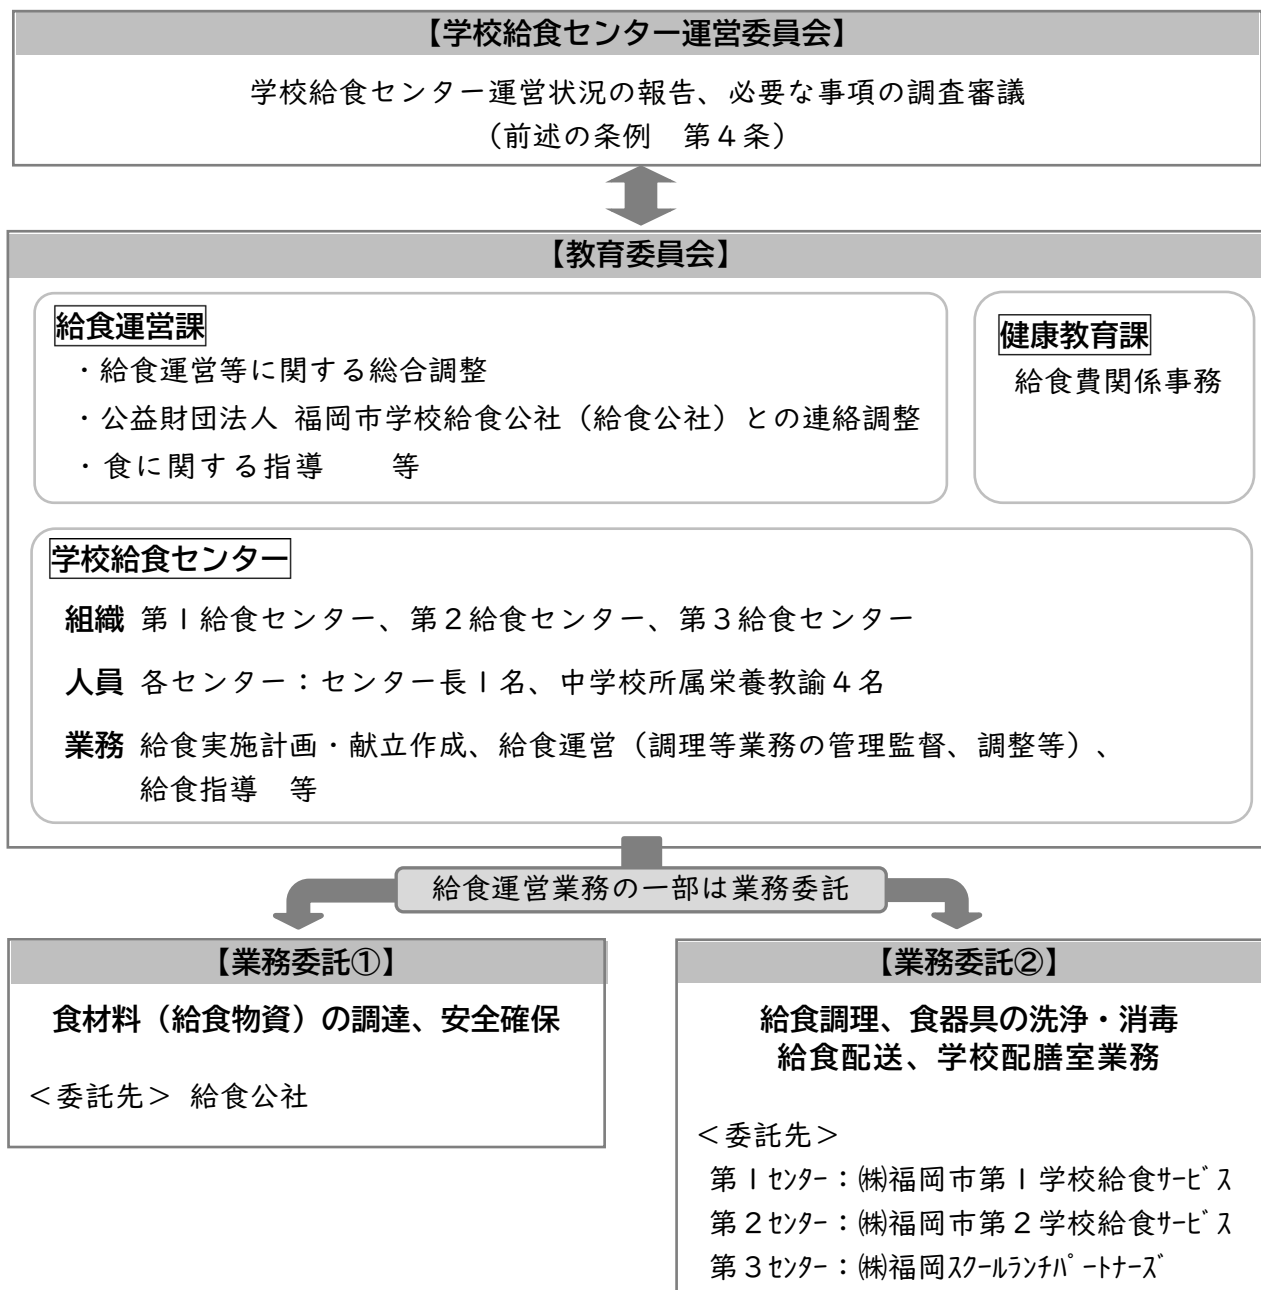 【学校給食センター運営委員会】
学校給食センター運営状況の報告、必要な事項の調査審議
（前述の条例　第４条）
【教育委員会】
給食運営課
・給食運営等に関する総合調整
・公益財団法人 福岡市学校給食公社（給食公社）との連絡調整
・食に関する指導　　等
健康教育課
給食費関係事務
学校給食センター
組織 第１給食センター、第２給食センター、第３給食センター
人員 各センター：センター長１名、中学校所属栄養教諭４名
業務 給食実施計画・献立作成、給食運営（調理等業務の管理監督、調整等）、
給食指導　等
給食運営業務の一部は業務委託
【業務委託①】
食材料（給食物資）の調達、安全確保
＜委託先＞ 給食公社
【業務委託②】
給食調理、食器具の洗浄・消毒
給食配送、学校配膳室業務
＜委託先＞
第１ｾﾝﾀｰ：㈱福岡市第１学校給食ｻｰﾋﾞｽ
第２ｾﾝﾀｰ：㈱福岡市第２学校給食ｻｰﾋﾞｽ
第３ｾﾝﾀｰ：㈱福岡ｽｸｰﾙﾗﾝﾁﾊﾟｰﾄﾅｰｽﾞ